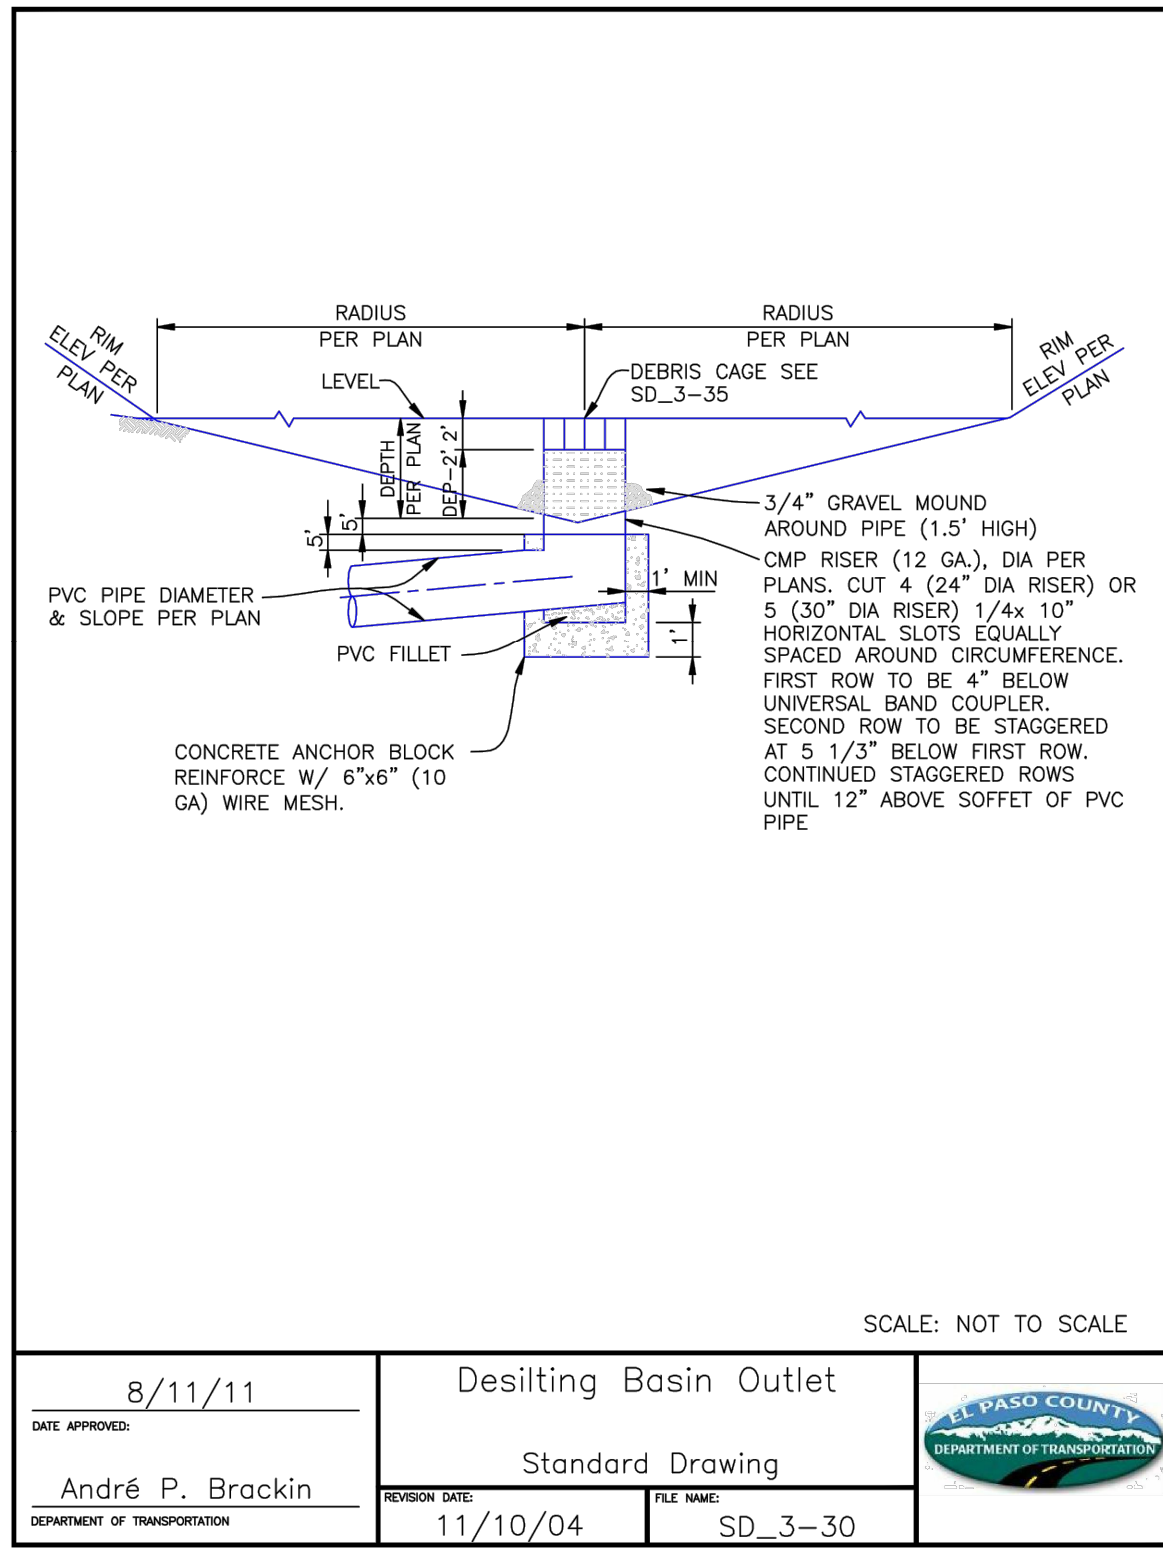 RADIUS
PER PLAN
RADIUS
PER PLAN
RIM
ELEV PER
PLAN
RIM
ELEV PER
PLAN
LEVEL
DEBRIS CAGE SEE
SD_3-35
DEPTH
PER PLAN
2'
DEP-2'
5'
5'
3/4" GRAVEL MOUND
AROUND PIPE (1.5' HIGH)
CMP RISER (12 GA.), DIA PER
PLANS. CUT 4 (24" DIA RISER) OR
5 (30" DIA RISER) 1/4x 10"
HORIZONTAL SLOTS EQUALLY
SPACED AROUND CIRCUMFERENCE.
FIRST ROW TO BE 4" BELOW
UNIVERSAL BAND COUPLER.
SECOND ROW TO BE STAGGERED
AT 5 1/3" BELOW FIRST ROW.
CONTINUED STAGGERED ROWS
UNTIL 12" ABOVE SOFFET OF PVC
PIPE
1' MIN
1'
PVC PIPE DIAMETER
& SLOPE PER PLAN
PVC FILLET
CONCRETE ANCHOR BLOCK
REINFORCE W/ 6"x6" (10
GA) WIRE MESH.
SCALE: NOT TO SCALE
8/11/11
DATE APPROVED:
André P. Brackin
DEPARTMENT OF TRANSPORTATION
Desilting Basin Outlet
Standard Drawing
REVISION DATE:
11/10/04
FILE NAME:
SD_3-30
EL PASO COUNTY
DEPARTMENT OF TRANSPORTATION